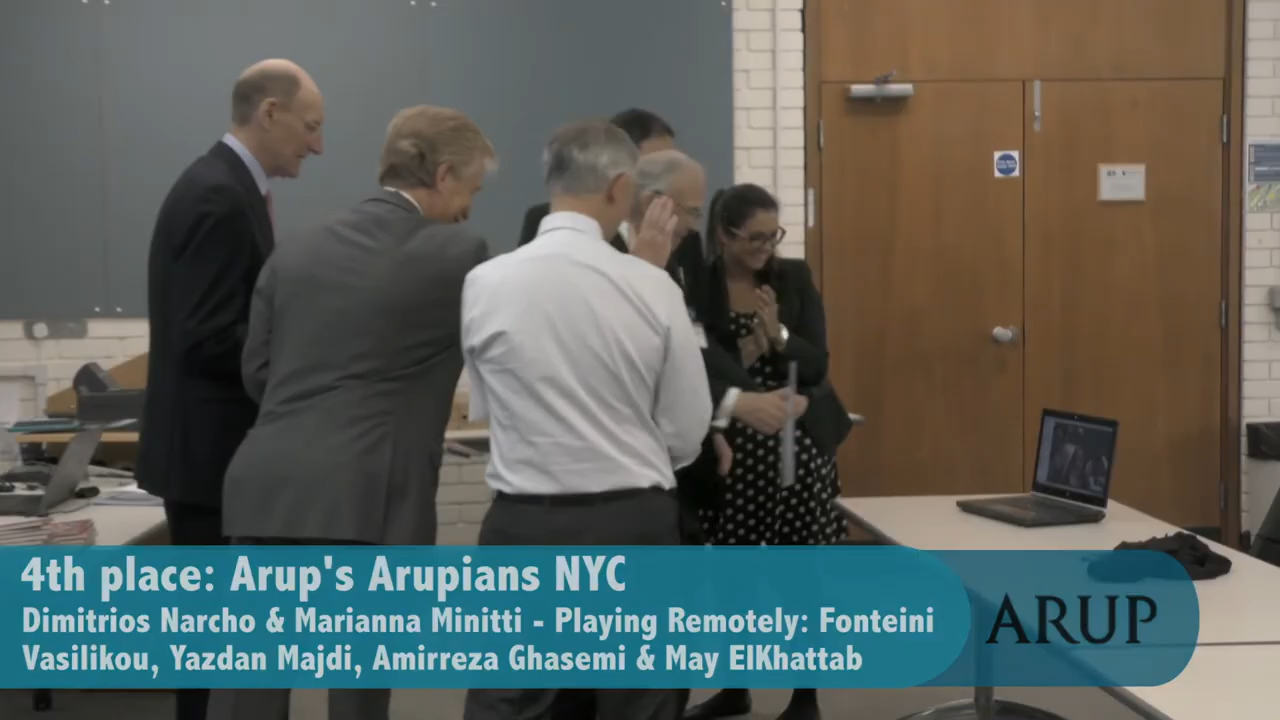 4th place: Arup's Arupians NYC
Dimitrios Narcho & Marianna Minitti - Playing Remotely: Fonteini
Vasilikou, Yazdan Majdi, Amirreza Ghasemi & May ElKhattab
ARUP